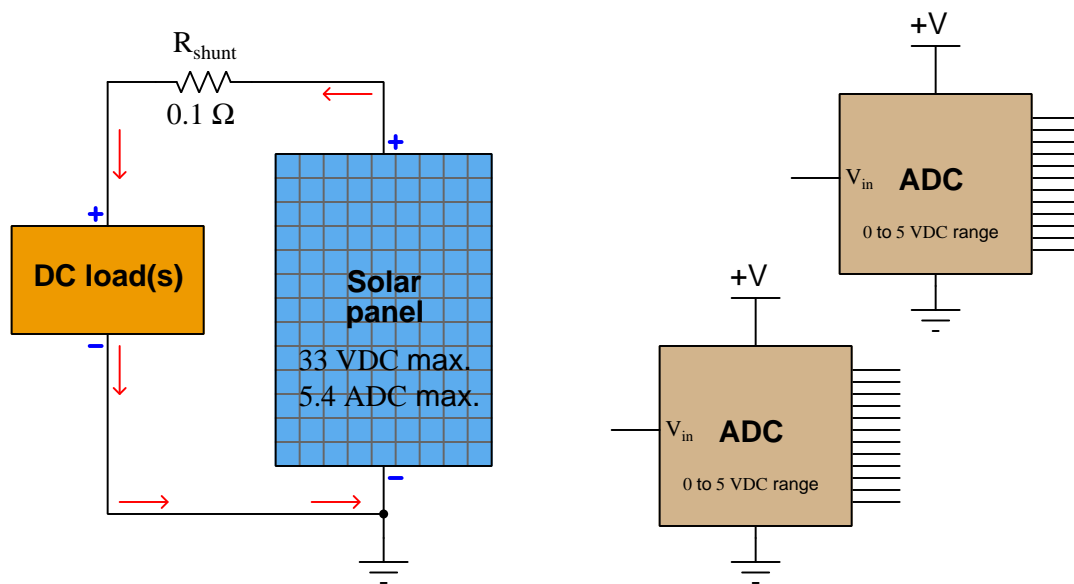 R_shunt
0.1 Ω
+
DC load(s)
−
+
Solar
panel
33 VDC max.
5.4 ADC max.
−
+V
V_in
ADC
0 to 5 VDC range
+V
V_in
ADC
0 to 5 VDC range